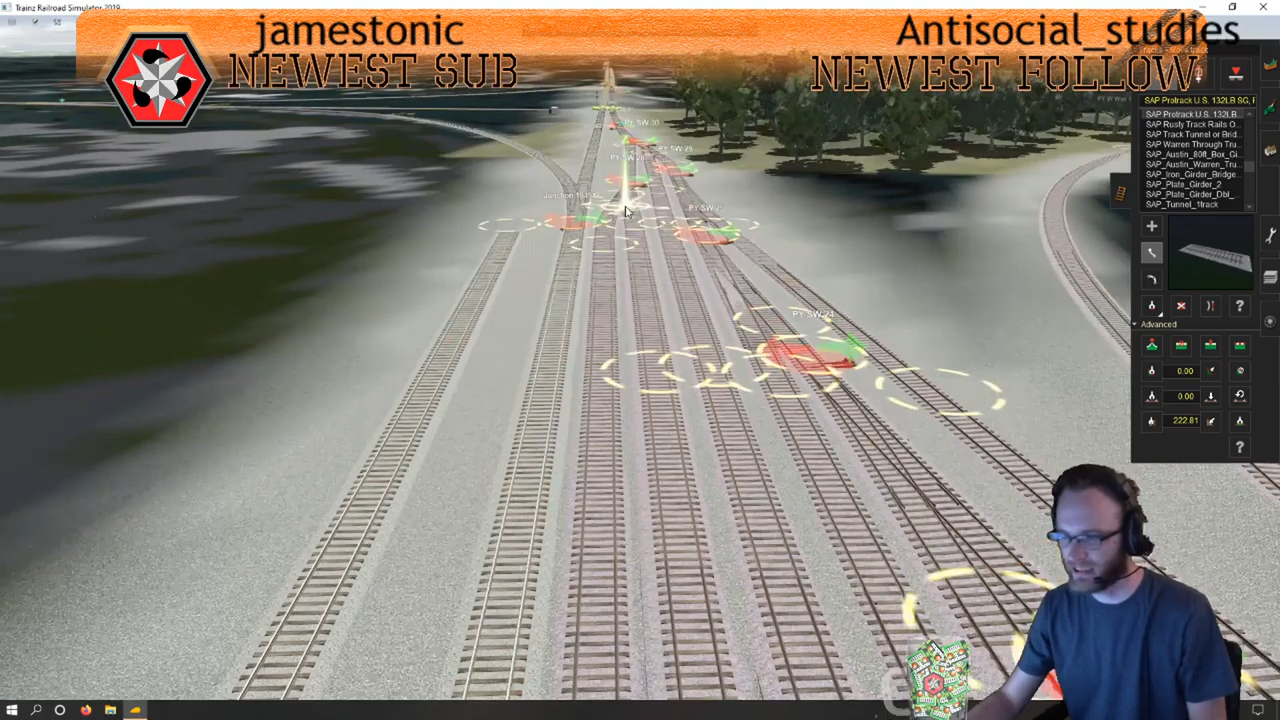 Trainz Railroad Simulator 2019
jamestonic
NEWEST SUB
Antisocial_studies
NEWEST FOLLOW
SAP Protrack U.S. 132LB SG, F
SAP Protrack U.S. 132LB
SAP Rusty Track Rails O...
SAP Track Tunnel or Brid...
SAP Warren Through Tru...
SAP_Austin_80ft_Box_Gi...
SAP_Austin_Warren_Tru...
SAP_Iron_Girder_Bridge...
SAP_Plate_Girder_2
SAP_Plate_Girder_Dbl_
SAP_Tunnel_1track
Advanced
0.00
0.00
222.81
PY SW 30
PY SW 29
PY SW 24